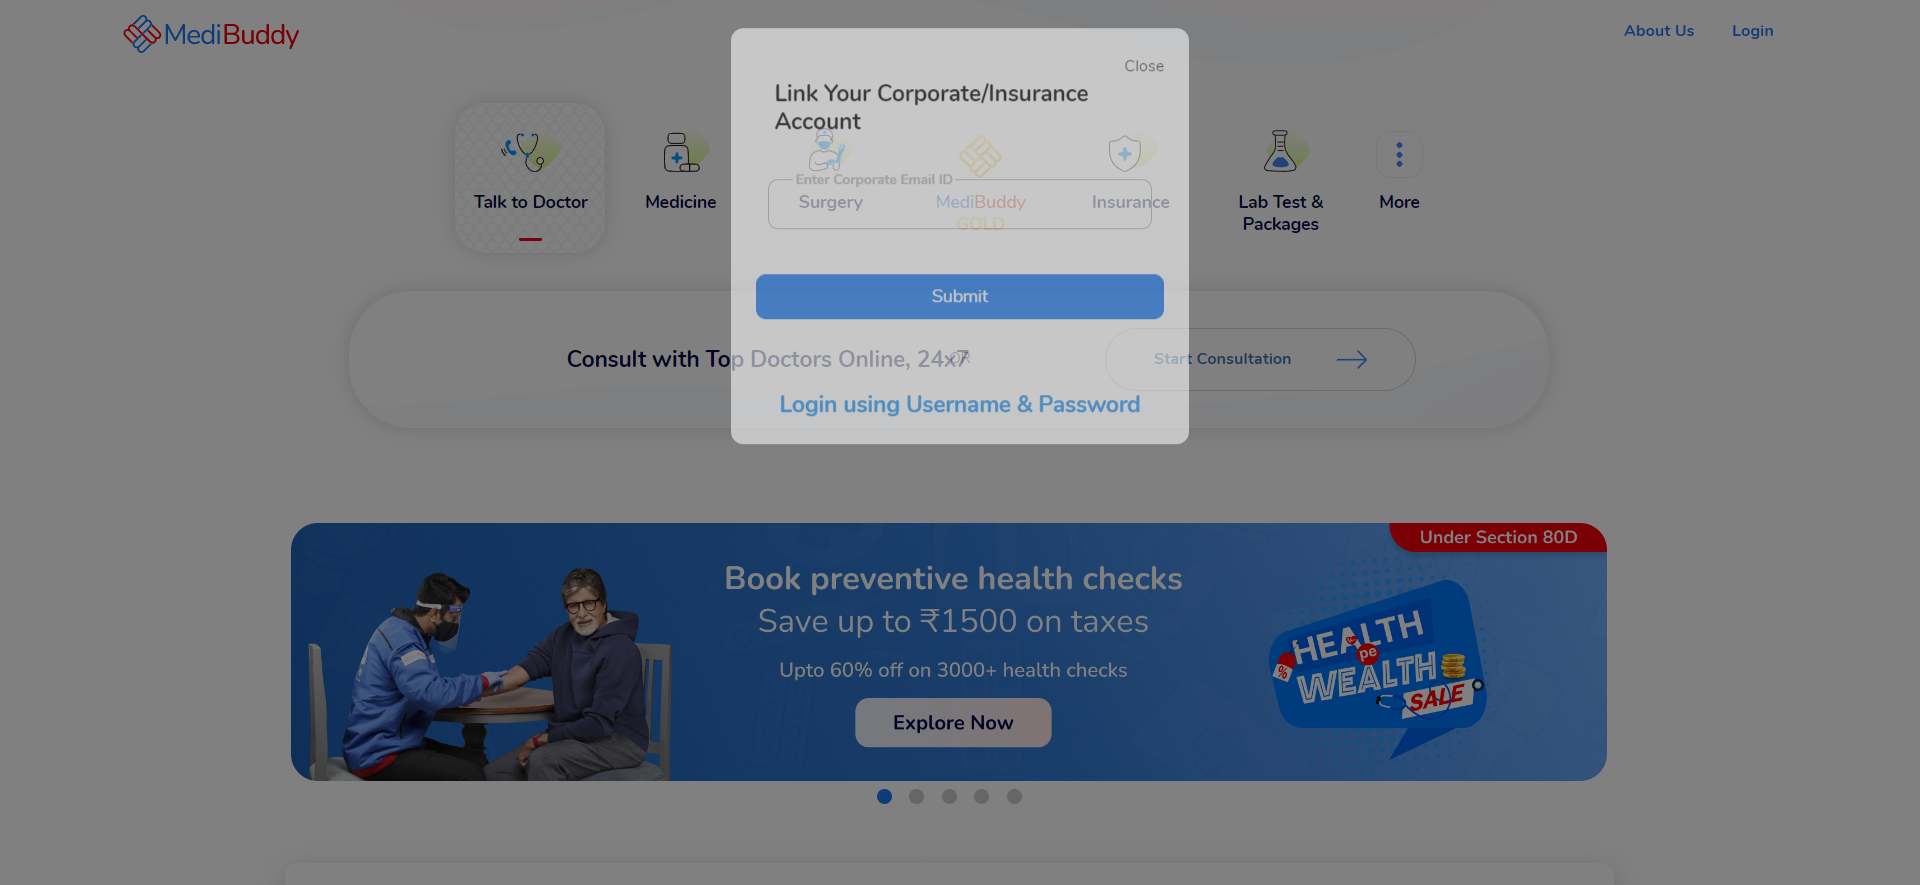 MediBuddy
About Us
Login
Close
Link Your Corporate/Insurance
Account
Enter Corporate Email ID
Talk to Doctor
Medicine
Surgery
MediBuddy
GOLD
Insurance
Lab Test &
Packages
More
Submit
Consult with Top Doctors Online, 24x7
OR
Start Consultation
Login using Username & Password
Under Section 80D
Book preventive health checks
Save up to ₹1500 on taxes
Upto 60% off on 3000+ health checks
Explore Now
HEALTH
pe
%
WEALTH
SALE